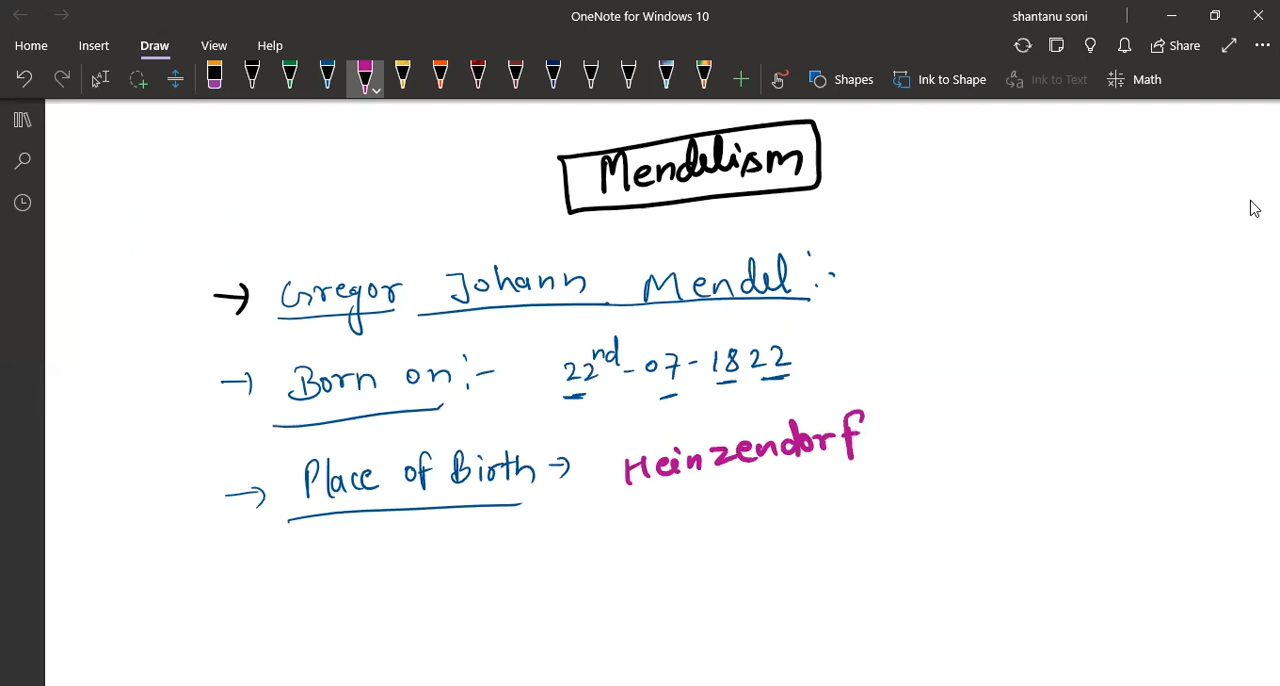 OneNote for Windows 10
shantanu soni
Home Insert Draw View Help
Share
Shapes Ink to Shape Ink to Text Math
Mendelism
→ Gregor Johann Mendel :-
→ Born on :- 22nd - 07 - 1822
→ Place of Birth → Heinzendorf